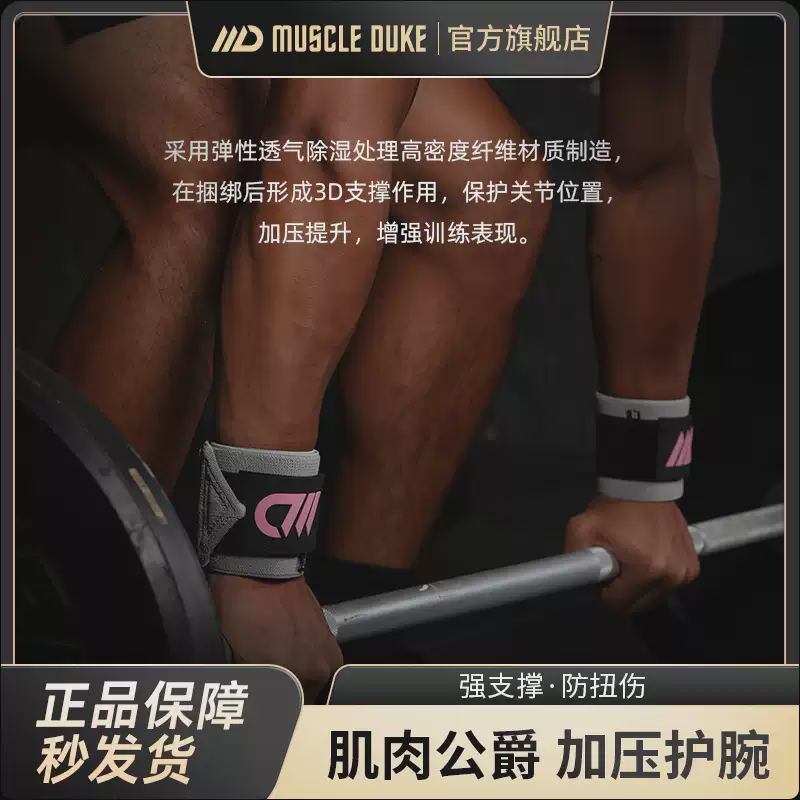 MD MUSCLE DUKE | 官方旗舰店
采用弹性透气除湿处理高密度纤维材质制造，
在捆绑后形成3D支撑作用，保护关节位置，
加压提升，增强训练表现。
MD
强支撑·防扭伤
正品保障
秒发货
肌肉公爵 加压护腕